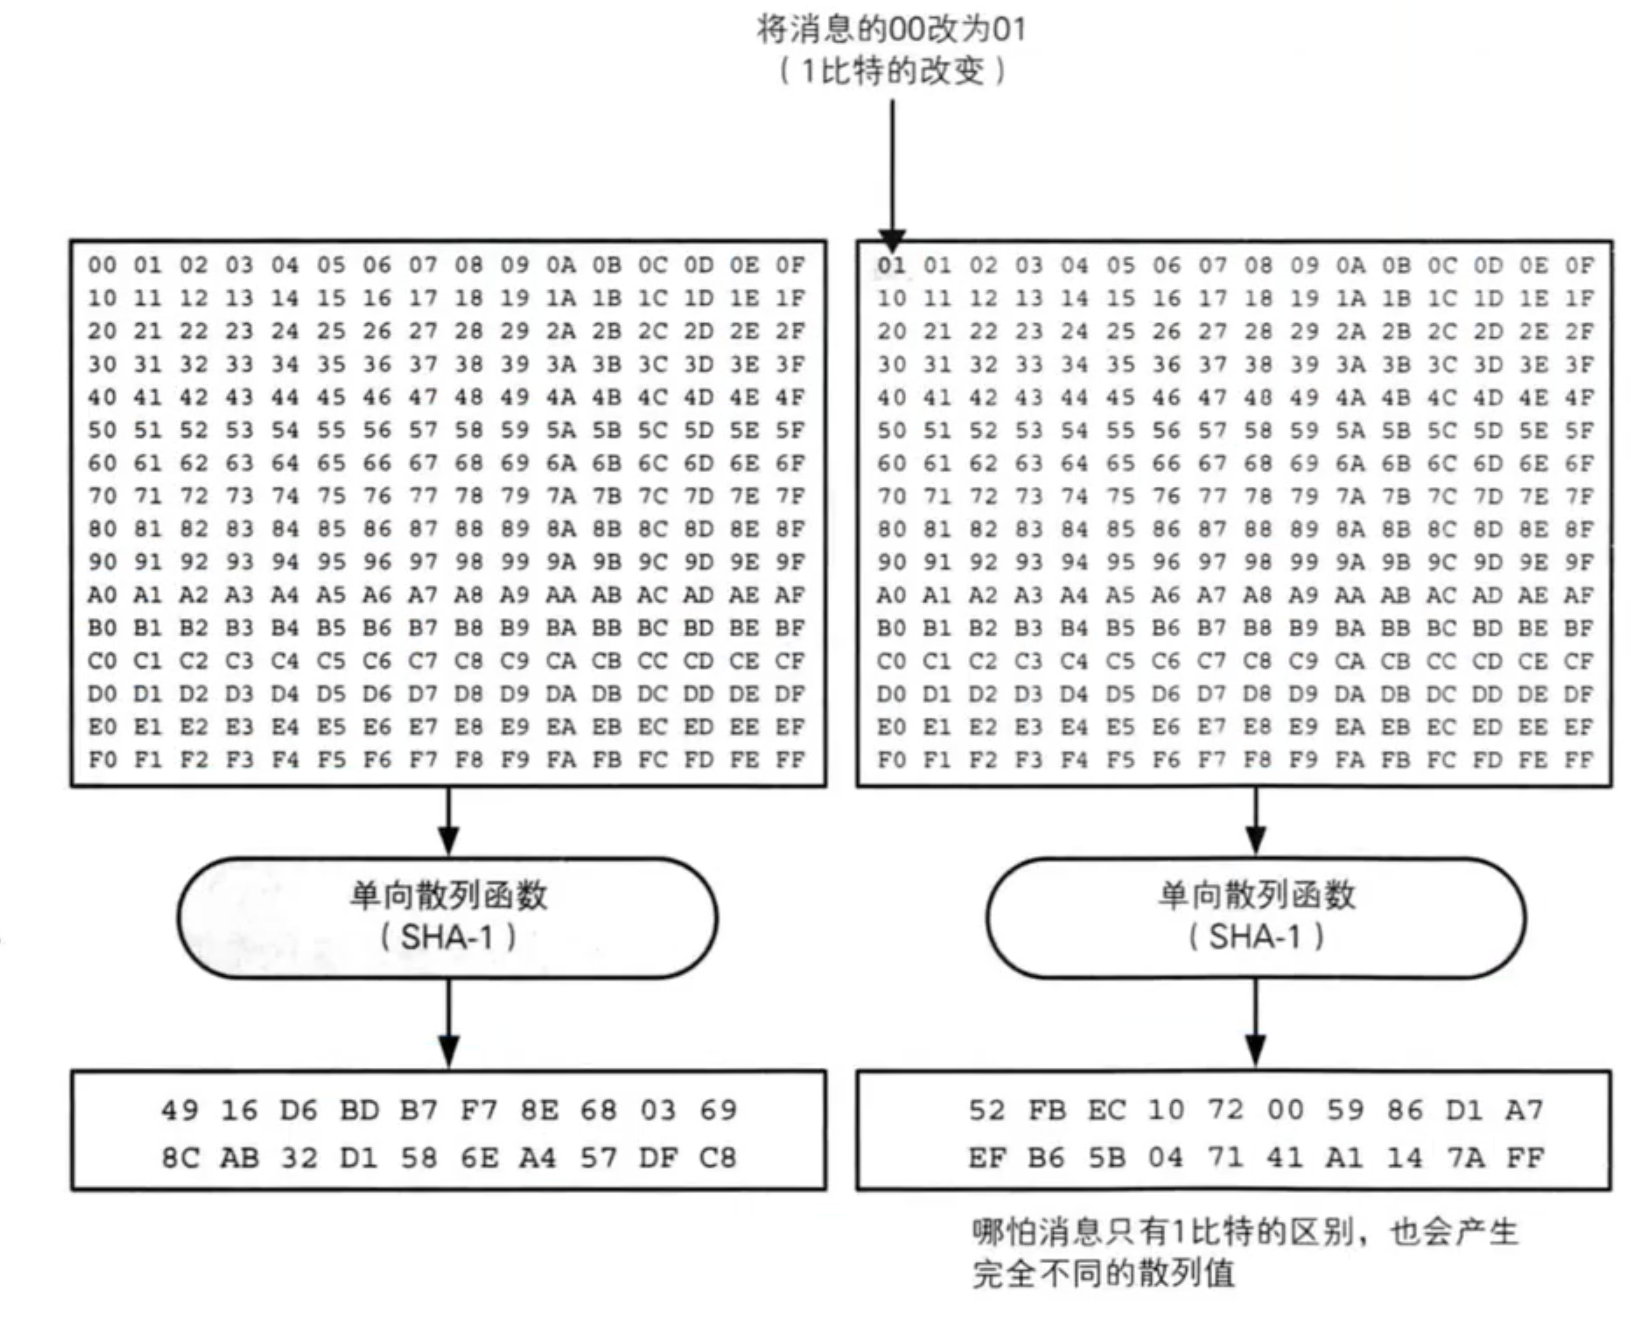 将消息的00改为01
（1比特的改变）
00 01 02 03 04 05 06 07 08 09 0A 0B 0C 0D 0E 0F
10 11 12 13 14 15 16 17 18 19 1A 1B 1C 1D 1E 1F
20 21 22 23 24 25 26 27 28 29 2A 2B 2C 2D 2E 2F
30 31 32 33 34 35 36 37 38 39 3A 3B 3C 3D 3E 3F
40 41 42 43 44 45 46 47 48 49 4A 4B 4C 4D 4E 4F
50 51 52 53 54 55 56 57 58 59 5A 5B 5C 5D 5E 5F
60 61 62 63 64 65 66 67 68 69 6A 6B 6C 6D 6E 6F
70 71 72 73 74 75 76 77 78 79 7A 7B 7C 7D 7E 7F
80 81 82 83 84 85 86 87 88 89 8A 8B 8C 8D 8E 8F
90 91 92 93 94 95 96 97 98 99 9A 9B 9C 9D 9E 9F
A0 A1 A2 A3 A4 A5 A6 A7 A8 A9 AA AB AC AD AE AF
B0 B1 B2 B3 B4 B5 B6 B7 B8 B9 BA BB BC BD BE BF
C0 C1 C2 C3 C4 C5 C6 C7 C8 C9 CA CB CC CD CE CF
D0 D1 D2 D3 D4 D5 D6 D7 D8 D9 DA DB DC DD DE DF
E0 E1 E2 E3 E4 E5 E6 E7 E8 E9 EA EB EC ED EE EF
F0 F1 F2 F3 F4 F5 F6 F7 F8 F9 FA FB FC FD FE FF
单向散列函数
（SHA-1）
49 16 D6 BD B7 F7 8E 68 03 69
8C AB 32 D1 58 6E A4 57 DF C8
01 01 02 03 04 05 06 07 08 09 0A 0B 0C 0D 0E 0F
10 11 12 13 14 15 16 17 18 19 1A 1B 1C 1D 1E 1F
20 21 22 23 24 25 26 27 28 29 2A 2B 2C 2D 2E 2F
30 31 32 33 34 35 36 37 38 39 3A 3B 3C 3D 3E 3F
40 41 42 43 44 45 46 47 48 49 4A 4B 4C 4D 4E 4F
50 51 52 53 54 55 56 57 58 59 5A 5B 5C 5D 5E 5F
60 61 62 63 64 65 66 67 68 69 6A 6B 6C 6D 6E 6F
70 71 72 73 74 75 76 77 78 79 7A 7B 7C 7D 7E 7F
80 81 82 83 84 85 86 87 88 89 8A 8B 8C 8D 8E 8F
90 91 92 93 94 95 96 97 98 99 9A 9B 9C 9D 9E 9F
A0 A1 A2 A3 A4 A5 A6 A7 A8 A9 AA AB AC AD AE AF
B0 B1 B2 B3 B4 B5 B6 B7 B8 B9 BA BB BC BD BE BF
C0 C1 C2 C3 C4 C5 C6 C7 C8 C9 CA CB CC CD CE CF
D0 D1 D2 D3 D4 D5 D6 D7 D8 D9 DA DB DC DD DE DF
E0 E1 E2 E3 E4 E5 E6 E7 E8 E9 EA EB EC ED EE EF
F0 F1 F2 F3 F4 F5 F6 F7 F8 F9 FA FB FC FD FE FF
单向散列函数
（SHA-1）
52 FB EC 10 72 00 59 86 D1 A7
EF B6 5B 04 71 41 A1 14 7A FF
哪怕消息只有1比特的区别，也会产生
完全不同的散列值